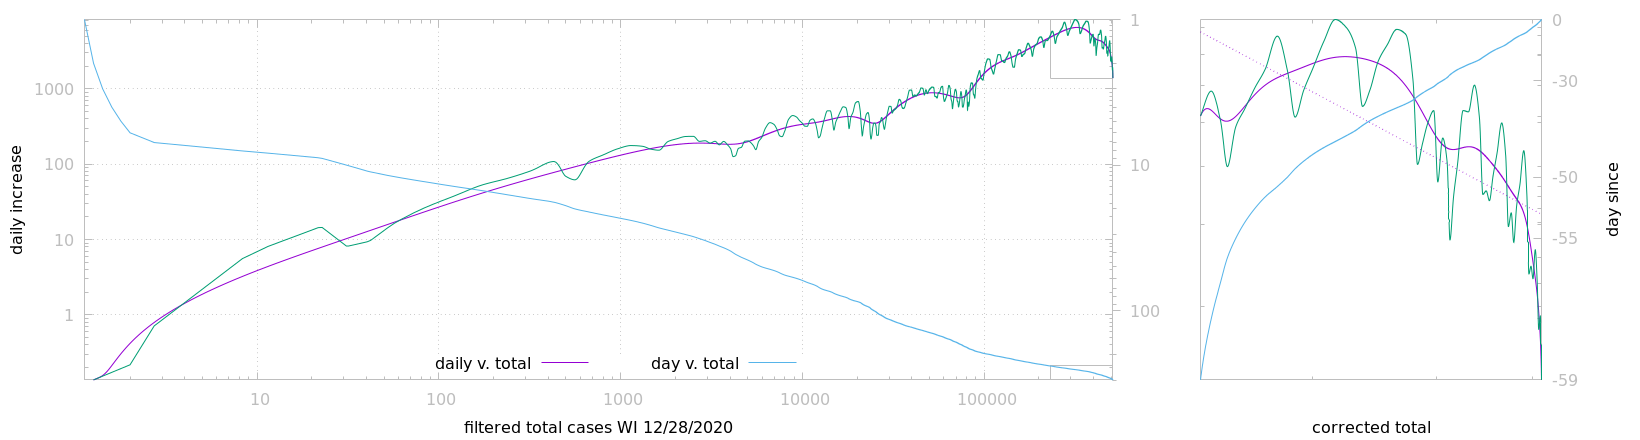 daily increase
1000
100
10
1
10
100
1000
10000
100000
1
10
100
daily v. total
day v. total
filtered total cases WI 12/28/2020
0
-30
-50
-55
-59
day since
corrected total